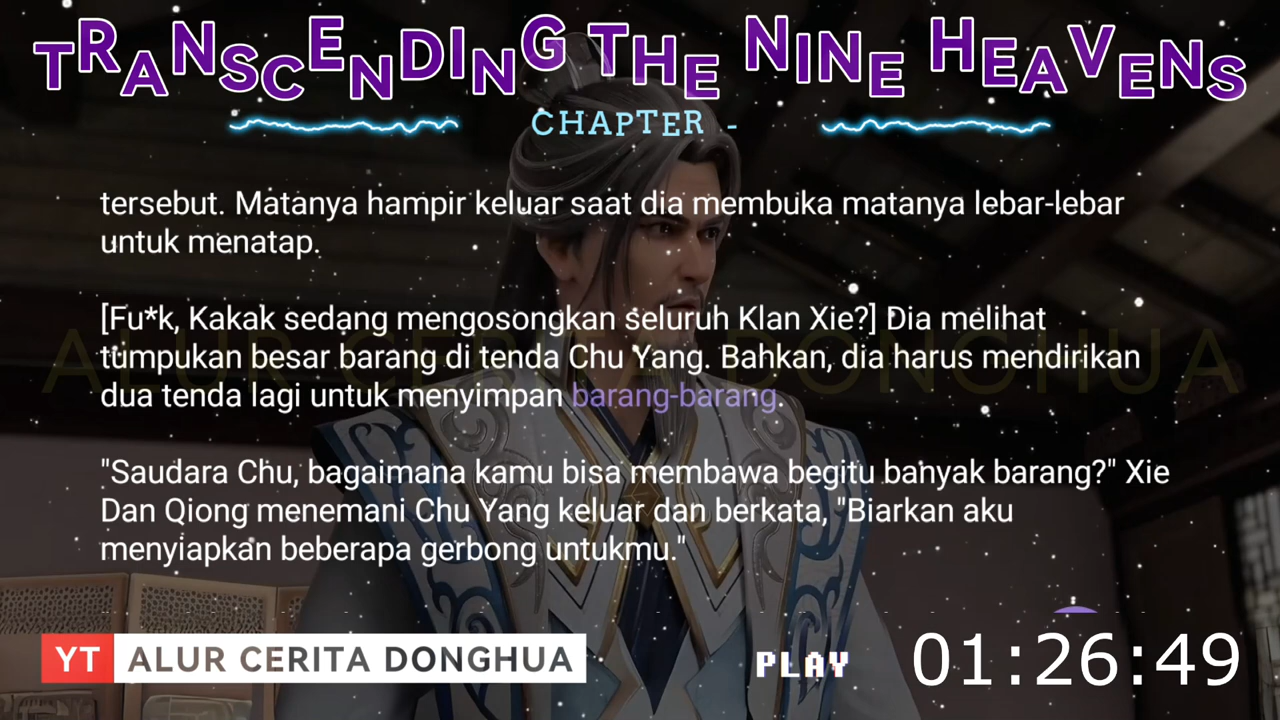 TRANSCENDING THE NINE HEAVENS
CHAPTER -
tersebut. Matanya hampir keluar saat dia membuka matanya lebar-lebar
untuk menatap.
[Fu*k, Kakak sedang mengosongkan seluruh Klan Xie?] Dia melihat
tumpukan besar barang di tenda Chu Yang. Bahkan, dia harus mendirikan
dua tenda lagi untuk menyimpan barang-barang.
"Saudara Chu, bagaimana kamu bisa membawa begitu banyak barang?" Xie
Dan Qiong menemani Chu Yang keluar dan berkata, "Biarkan aku
menyiapkan beberapa gerbong untukmu."
ALUR CERITA DONGHUA
YT ALUR CERITA DONGHUA
PLAY
01:26:49